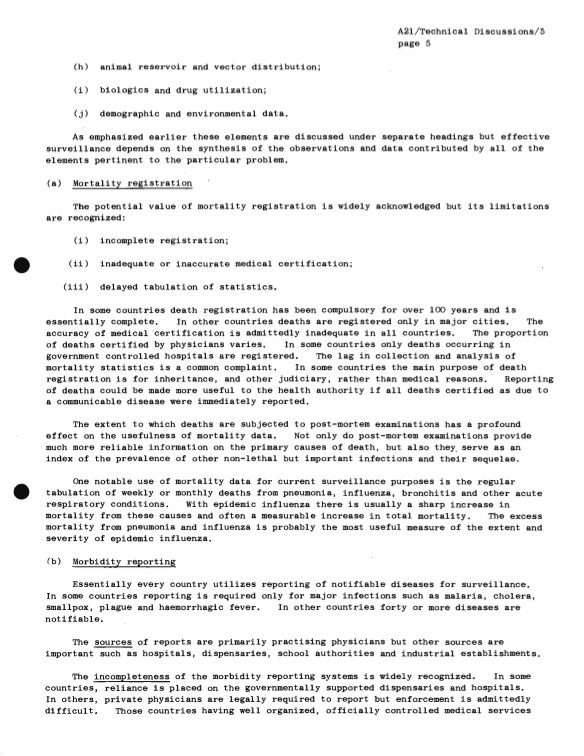 A21/Technical Discussions/5
page 5
(h) animal reservoir and vector distribution;
(i) biologics and drug utilization;
(j) demographic and environmental data.
As emphasized earlier these elements are discussed under separate headings but effective
surveillance depends on the synthesis of the observations and data contributed by all of the
elements pertinent to the particular problem.
(a) Mortality registration
The potential value of mortality registration is widely acknowledged but its limitations
are recognized:
(i) incomplete registration;
(ii) inadequate or inaccurate medical certification;
(iii) delayed tabulation of statistics.
In some countries death registration has been compulsory for over 100 years and is
essentially complete. In other countries deaths are registered only in major cities. The
accuracy of medical certification is admittedly inadequate in all countries. The proportion
of deaths certified by physicians varies. In some countries only deaths occurring in
government controlled hospitals are registered. The lag in collection and analysis of
mortality statistics is a common complaint. In some countries the main purpose of death
registration is for inheritance, and other judiciary, rather than medical reasons. Reporting
of deaths could be made more useful to the health authority if all deaths certified as due to
a communicable disease were immediately reported.
The extent to which deaths are subjected to post-mortem examinations has a profound
effect on the usefulness of mortality data. Not only do post-mortem examinations provide
much more reliable information on the primary causes of death, but also they serve as an
index of the prevalence of other non-lethal but important infections and their sequelae.
One notable use of mortality data for current surveillance purposes is the regular
tabulation of weekly or monthly deaths from pneumonia, influenza, bronchitis and other acute
respiratory conditions. With epidemic influenza there is usually a sharp increase in
mortality from these causes and often a measurable increase in total mortality. The excess
mortality from pneumonia and influenza is probably the most useful measure of the extent and
severity of epidemic influenza.
(b) Morbidity reporting
Essentially every country utilizes reporting of notifiable diseases for surveillance.
In some countries reporting is required only for major infections such as malaria, cholera,
smallpox, plague and haemorrhagic fever. In other countries forty or more diseases are
notifiable.
The sources of reports are primarily practising physicians but other sources are
important such as hospitals, dispensaries, school authorities and industrial establishments.
The incompleteness of the morbidity reporting systems is widely recognized. In some
countries, reliance is placed on the governmentally supported dispensaries and hospitals.
In others, private physicians are legally required to report but enforcement is admittedly
difficult. Those countries having well organized, officially controlled medical services